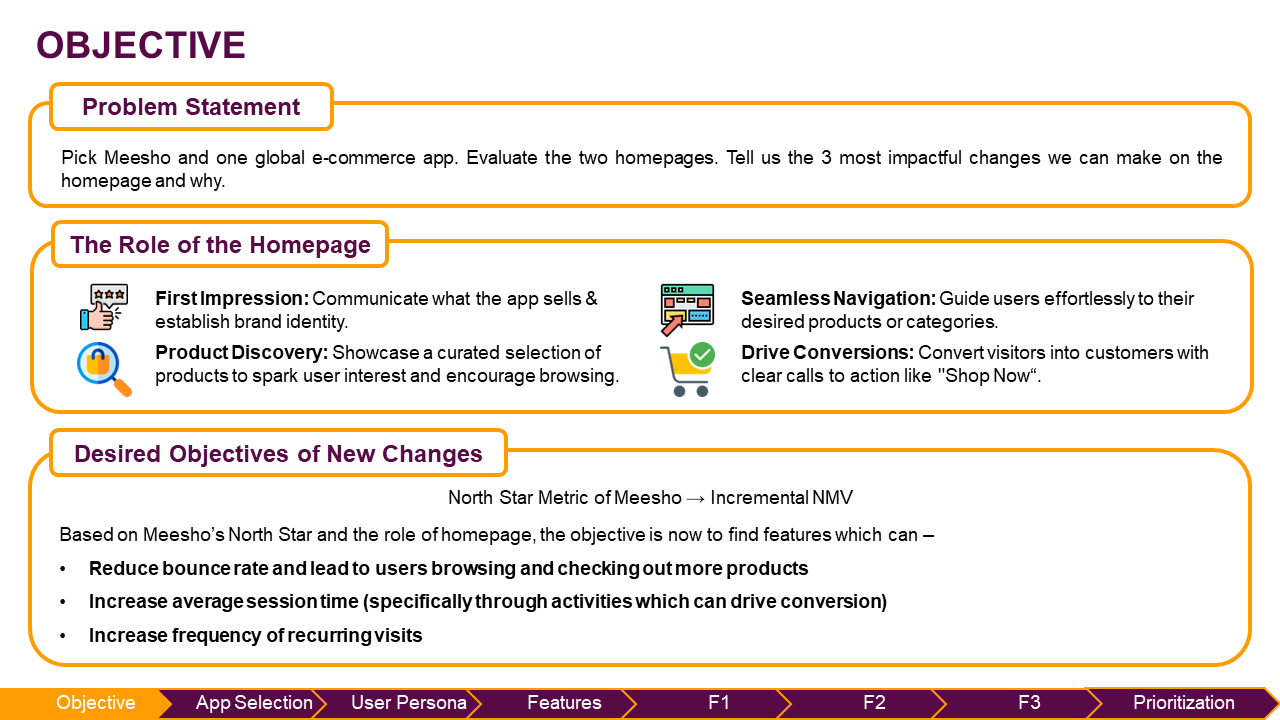 OBJECTIVE
Problem Statement
Pick Meesho and one global e-commerce app. Evaluate the two homepages. Tell us the 3 most impactful changes we can make on the
homepage and why.
The Role of the Homepage
First Impression: Communicate what the app sells &
establish brand identity.
Product Discovery: Showcase a curated selection of
products to spark user interest and encourage browsing.
Seamless Navigation: Guide users effortlessly to their
desired products or categories.
Drive Conversions: Convert visitors into customers with
clear calls to action like "Shop Now“.
Desired Objectives of New Changes
North Star Metric of Meesho → Incremental NMV
Based on Meesho’s North Star and the role of homepage, the objective is now to find features which can –
• Reduce bounce rate and lead to users browsing and checking out more products
• Increase average session time (specifically through activities which can drive conversion)
• Increase frequency of recurring visits
Objective App Selection User Persona Features F1 F2 F3 Prioritization